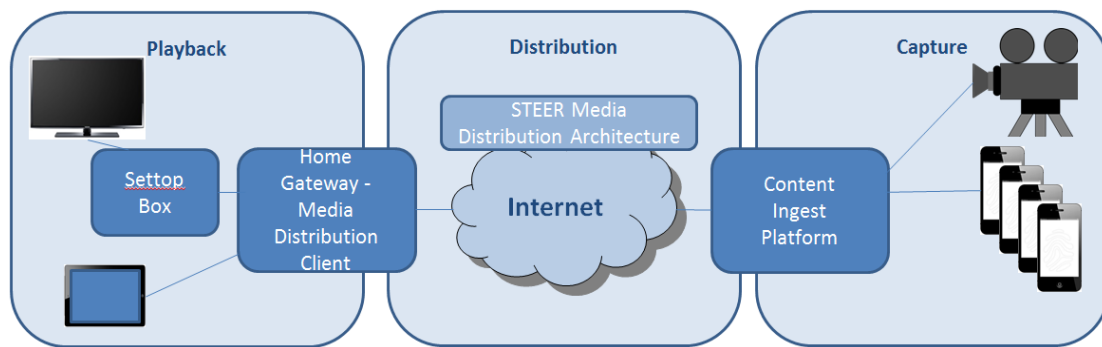 Playback
Settop
Box
Home
Gateway -
Media
Distribution
Client
Distribution
STEER Media
Distribution Architecture
Internet
Capture
Content
Ingest
Platform